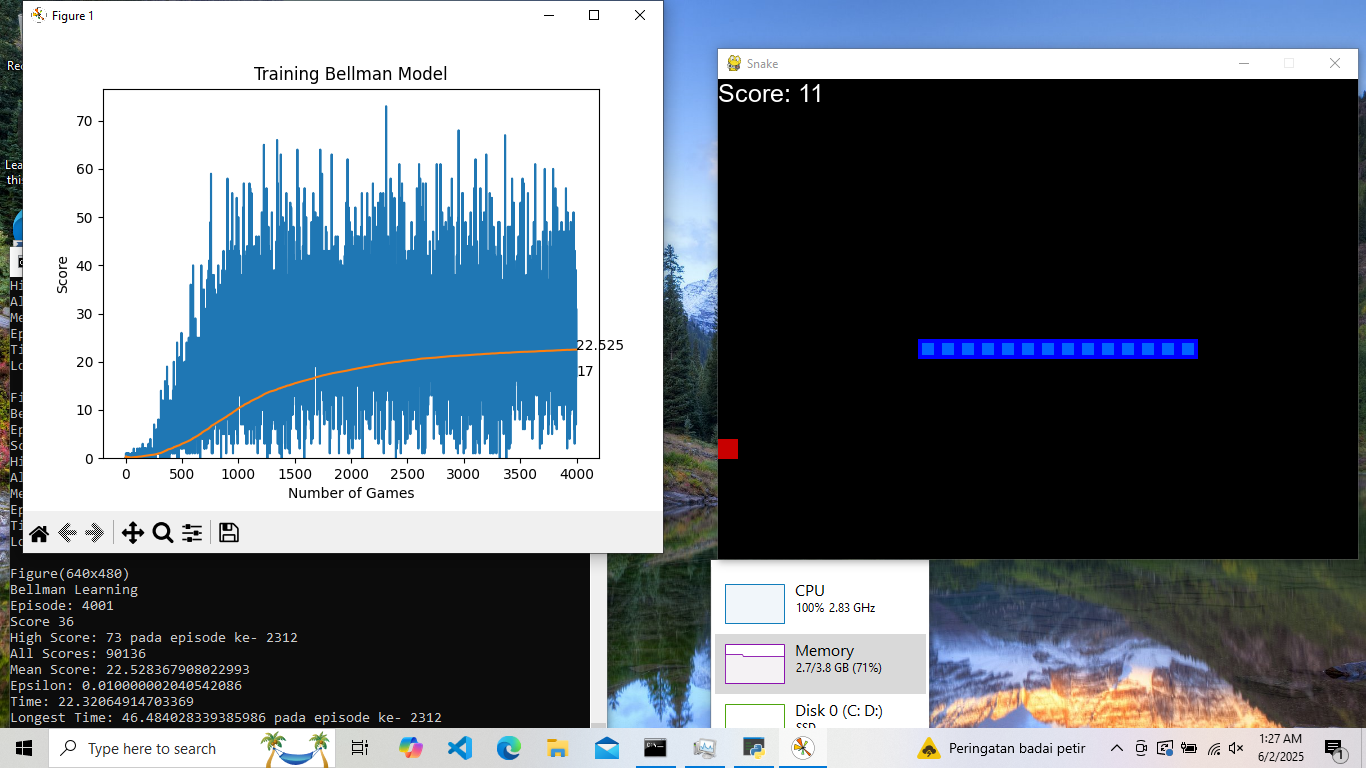 Figure 1
Training Bellman Model
70
60
50
40
30
20
10
0
Score
22.525
17
0 500 1000 1500 2000 2500 3000 3500 4000
Number of Games
Snake
Score: 11
Figure(640x480)
Bellman Learning
Episode: 4001
Score 36
High Score: 73 pada episode ke- 2312
All Scores: 90136
Mean Score: 22.528367908022993
Epsilon: 0.010000002040542086
Time: 22.32064914703369
Longest Time: 46.484028339385986 pada episode ke- 2312
CPU
100% 2.83 GHz
Memory
2.7/3.8 GB (71%)
Disk 0 (C: D:)
Type here to search
Peringatan badai petir
1:27 AM
6/2/2025
1